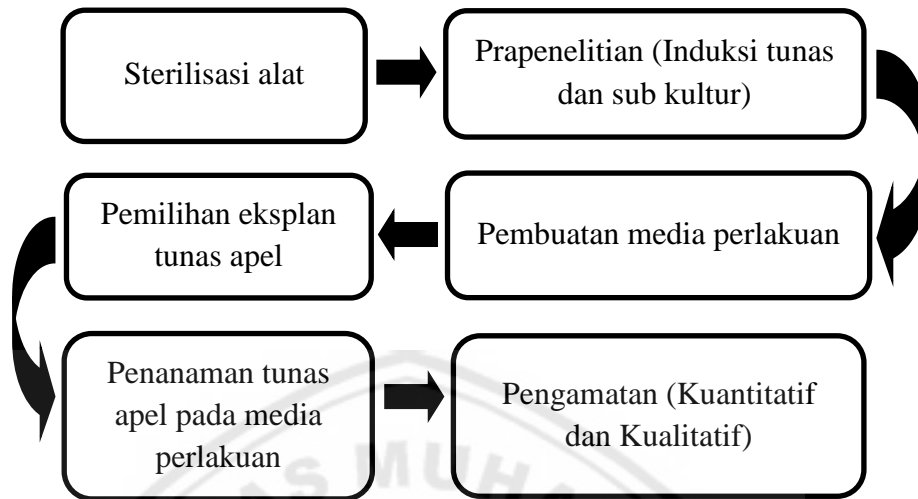 Sterilisasi alat
Prapenelitian (Induksi tunas
dan sub kultur)
Pembuatan media perlakuan
Pemilihan eksplan
tunas apel
Penanaman tunas
apel pada media
perlakuan
Pengamatan (Kuantitatif
dan Kualitatif)